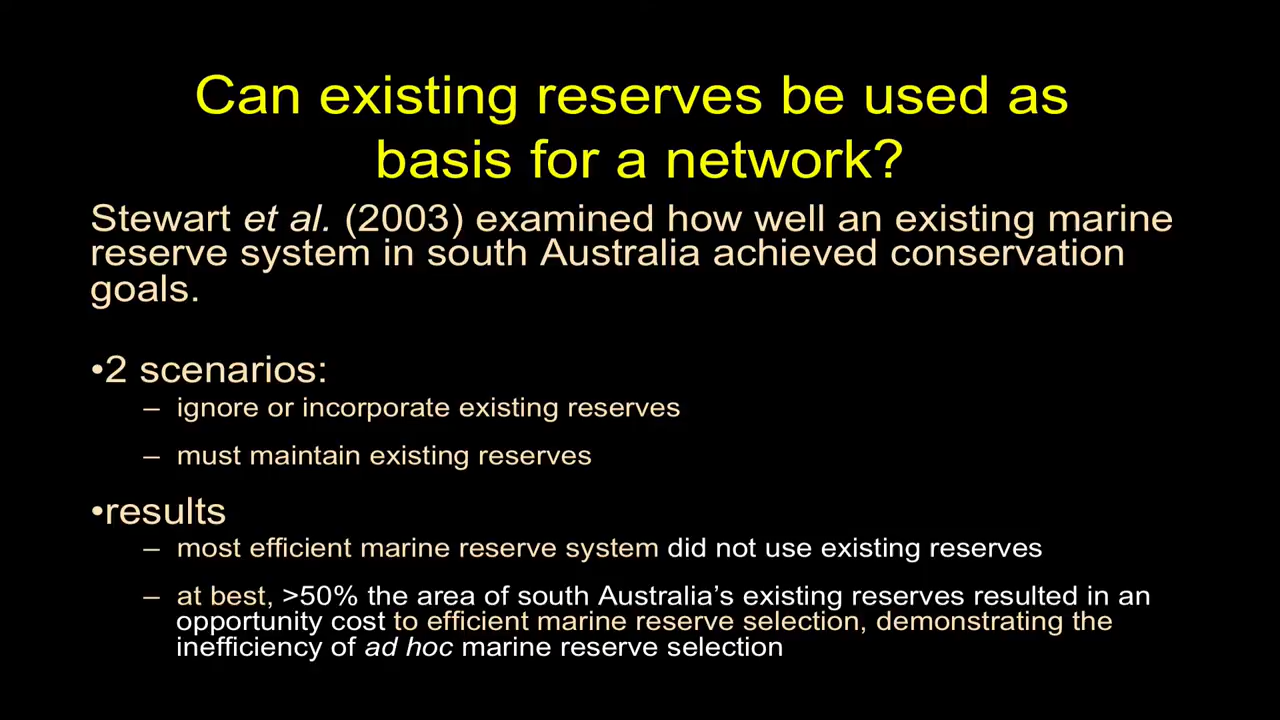 Can existing reserves be used as
basis for a network?
Stewart et al. (2003) examined how well an existing marine
reserve system in south Australia achieved conservation
goals.
•2 scenarios:
– ignore or incorporate existing reserves
– must maintain existing reserves
•results
– most efficient marine reserve system did not use existing reserves
– at best, >50% the area of south Australia’s existing reserves resulted in an
opportunity cost to efficient marine reserve selection, demonstrating the
inefficiency of ad hoc marine reserve selection